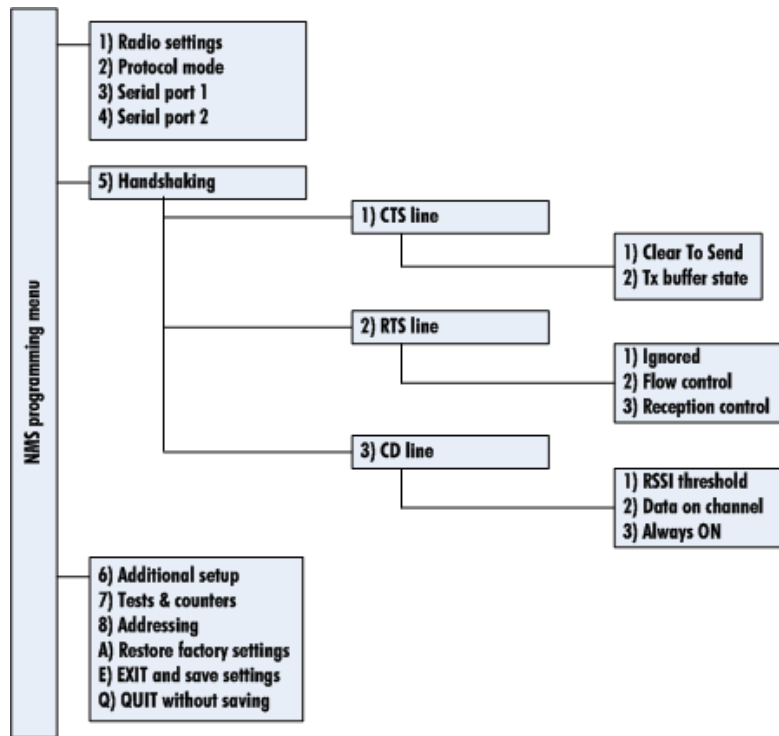 NMS programming menu
1) Radio settings
2) Protocol mode
3) Serial port 1
4) Serial port 2
5) Handshaking
1) CTS line
1) Clear To Send
2) Tx buffer state
2) RTS line
1) Ignored
2) Flow control
3) Reception control
3) CD line
1) RSSI threshold
2) Data on channel
3) Always ON
6) Additional setup
7) Tests & counters
8) Addressing
A) Restore factory settings
E) EXIT and save settings
Q) QUIT without saving